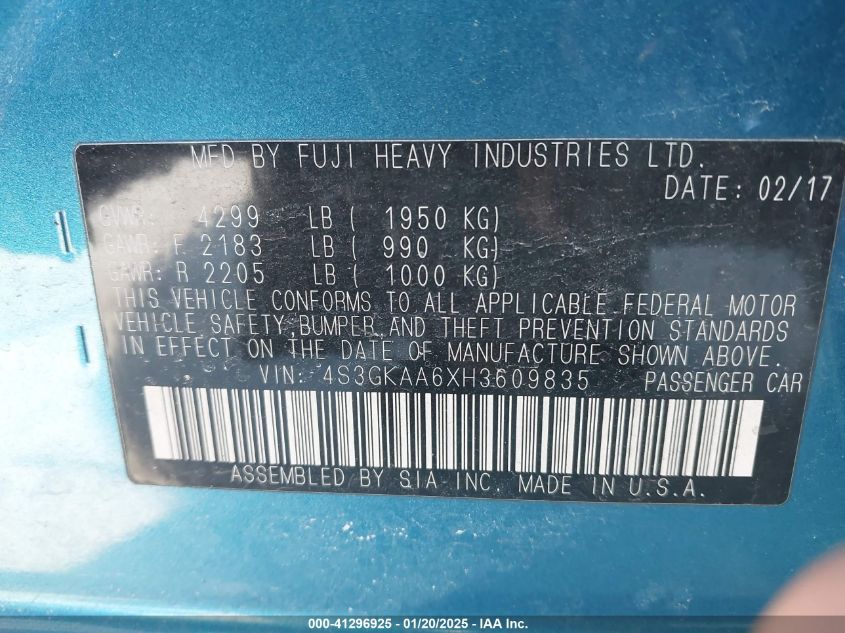 MFD BY FUJI HEAVY INDUSTRIES LTD.
DATE: 02/17
GVWR: 4299 LB ( 1950 KG)
GAWR: F 2183 LB ( 990 KG)
GAWR: R 2205 LB ( 1000 KG)
THIS VEHICLE CONFORMS TO ALL APPLICABLE FEDERAL MOTOR
VEHICLE SAFETY, BUMPER, AND THEFT PREVENTION STANDARDS
IN EFFECT ON THE DATE OF MANUFACTURE SHOWN ABOVE.
VIN: 4S3GKAA6XH3609835 PASSENGER CAR
ASSEMBLED BY SIA INC. MADE IN U.S.A.
000-41296925 - 01/20/2025 - IAA Inc.